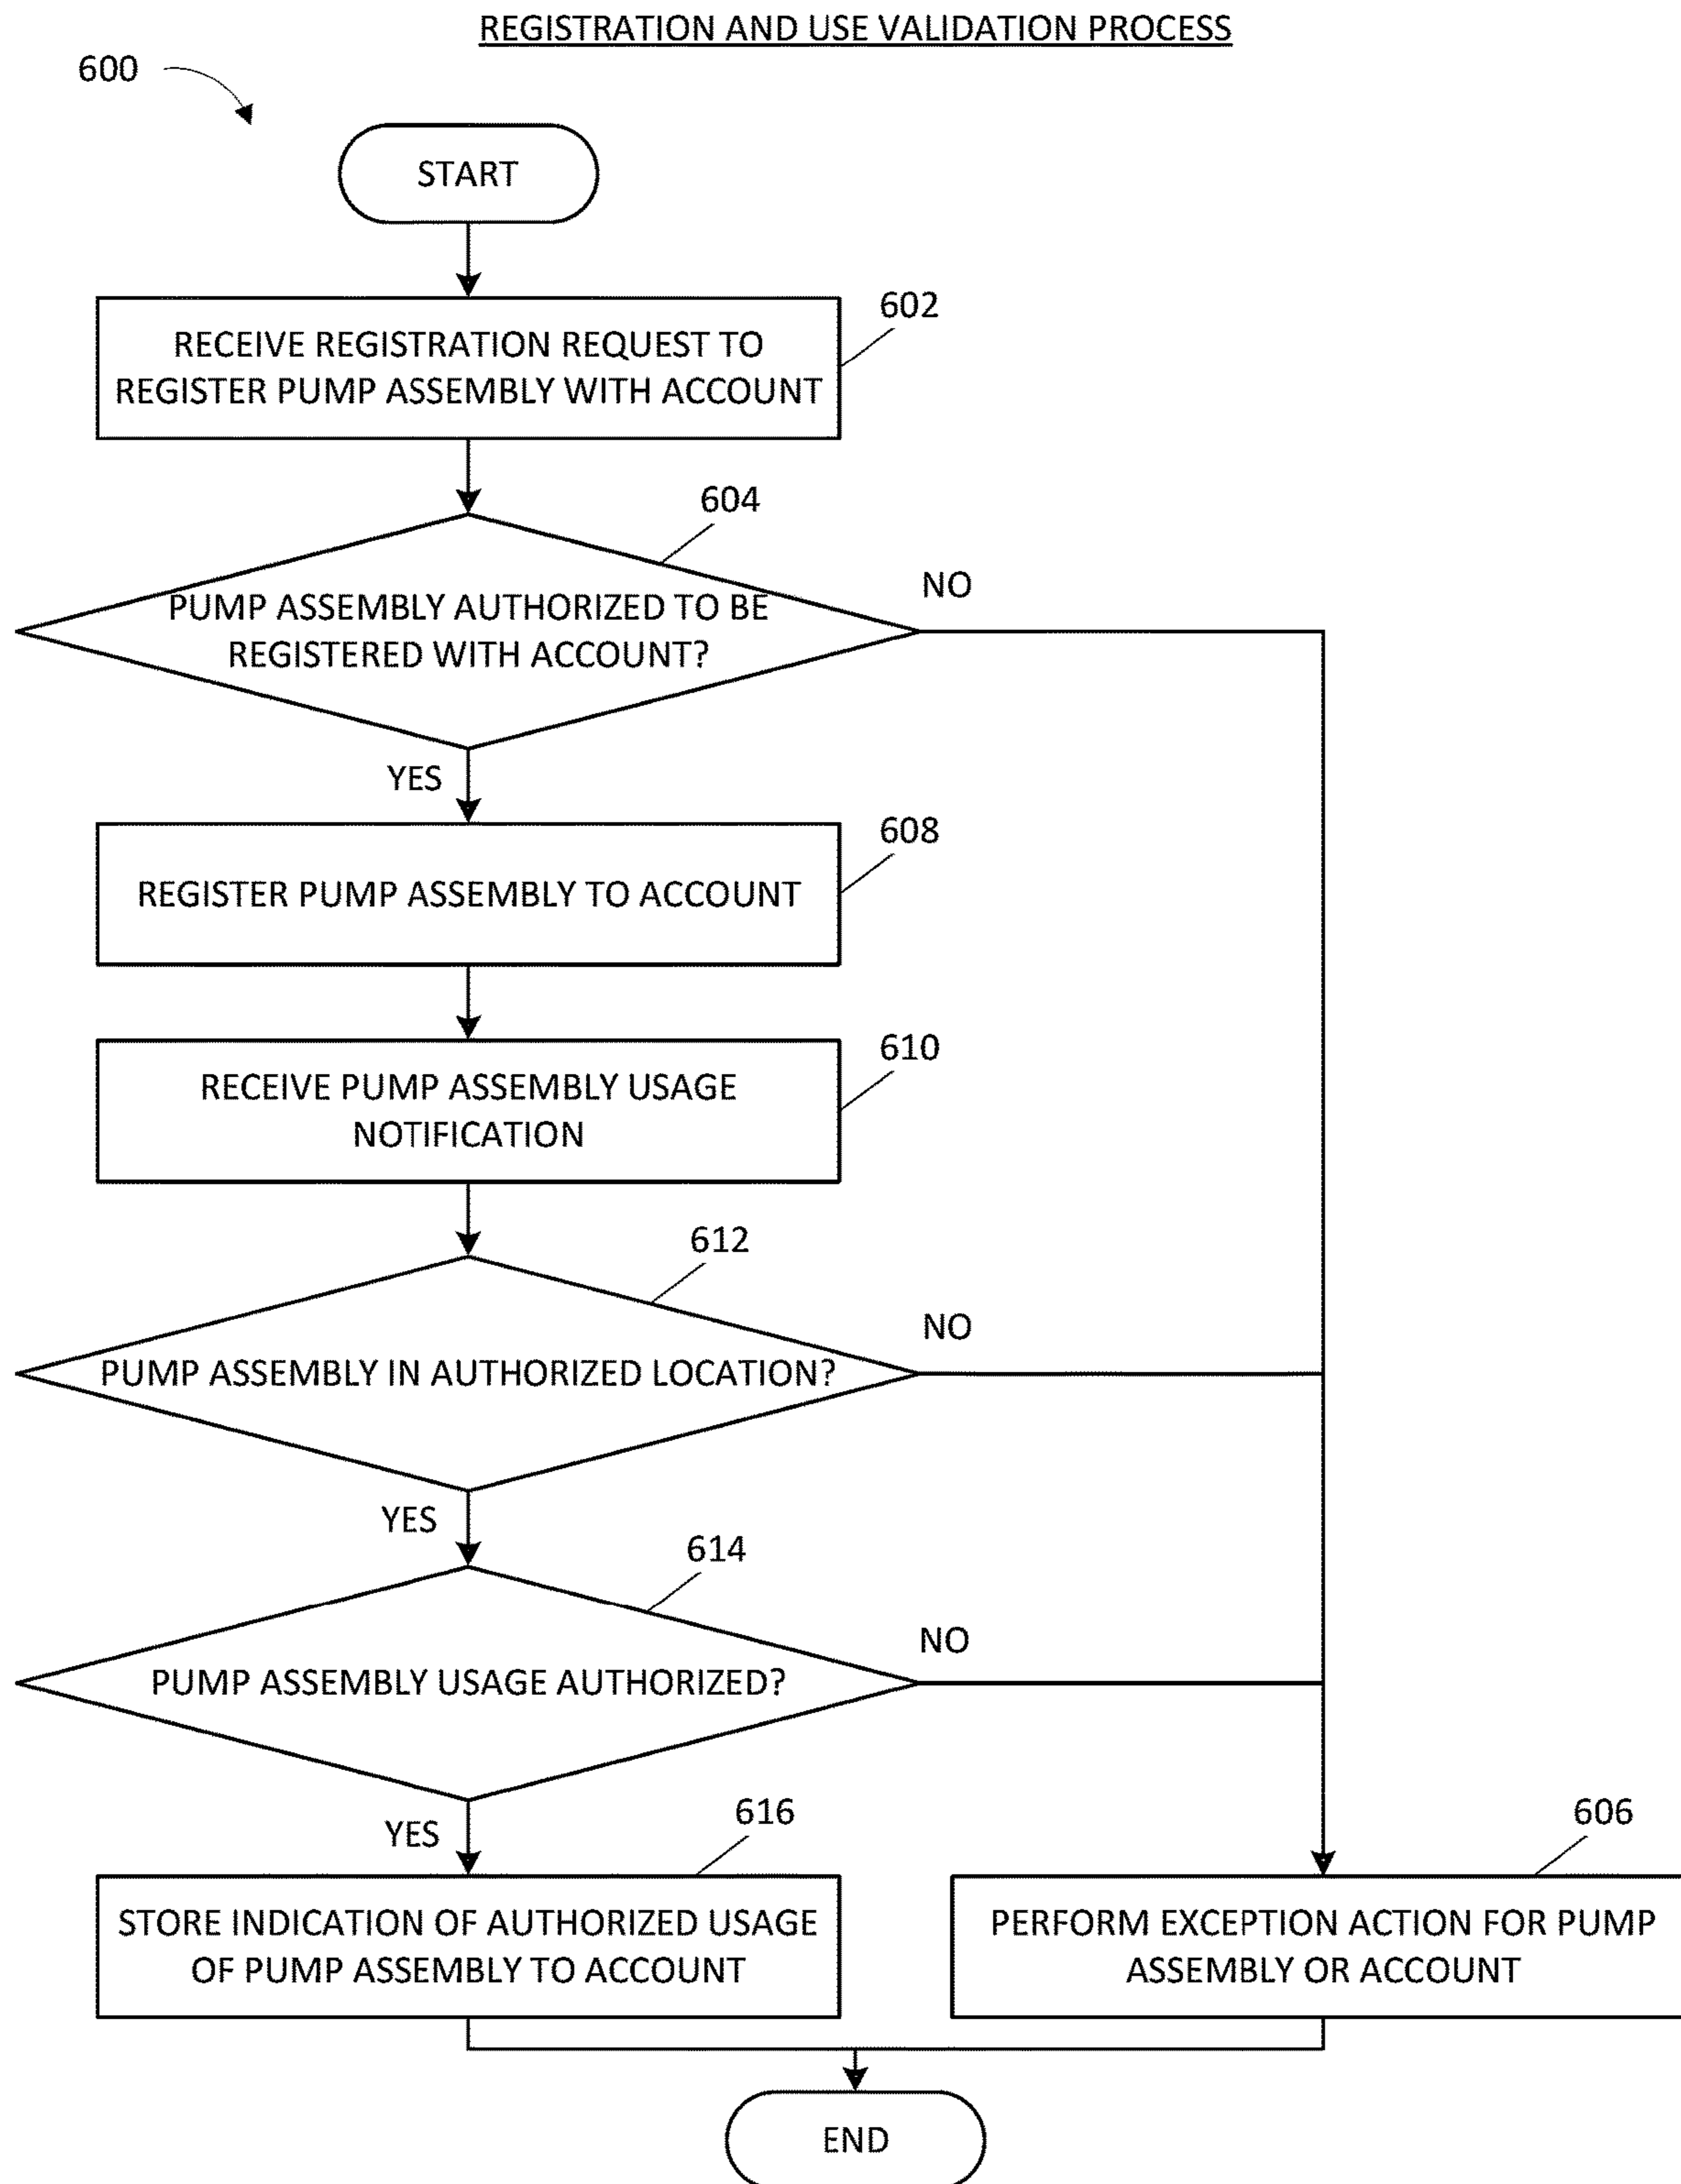 REGISTRATION AND USE VALIDATION PROCESS
600
START
602
RECEIVE REGISTRATION REQUEST TO
REGISTER PUMP ASSEMBLY WITH ACCOUNT
604
PUMP ASSEMBLY AUTHORIZED TO BE
REGISTERED WITH ACCOUNT?
NO
YES
608
REGISTER PUMP ASSEMBLY TO ACCOUNT
610
RECEIVE PUMP ASSEMBLY USAGE
NOTIFICATION
612
PUMP ASSEMBLY IN AUTHORIZED LOCATION?
NO
YES
614
PUMP ASSEMBLY USAGE AUTHORIZED?
NO
YES
616
STORE INDICATION OF AUTHORIZED USAGE
OF PUMP ASSEMBLY TO ACCOUNT
606
PERFORM EXCEPTION ACTION FOR PUMP
ASSEMBLY OR ACCOUNT
END